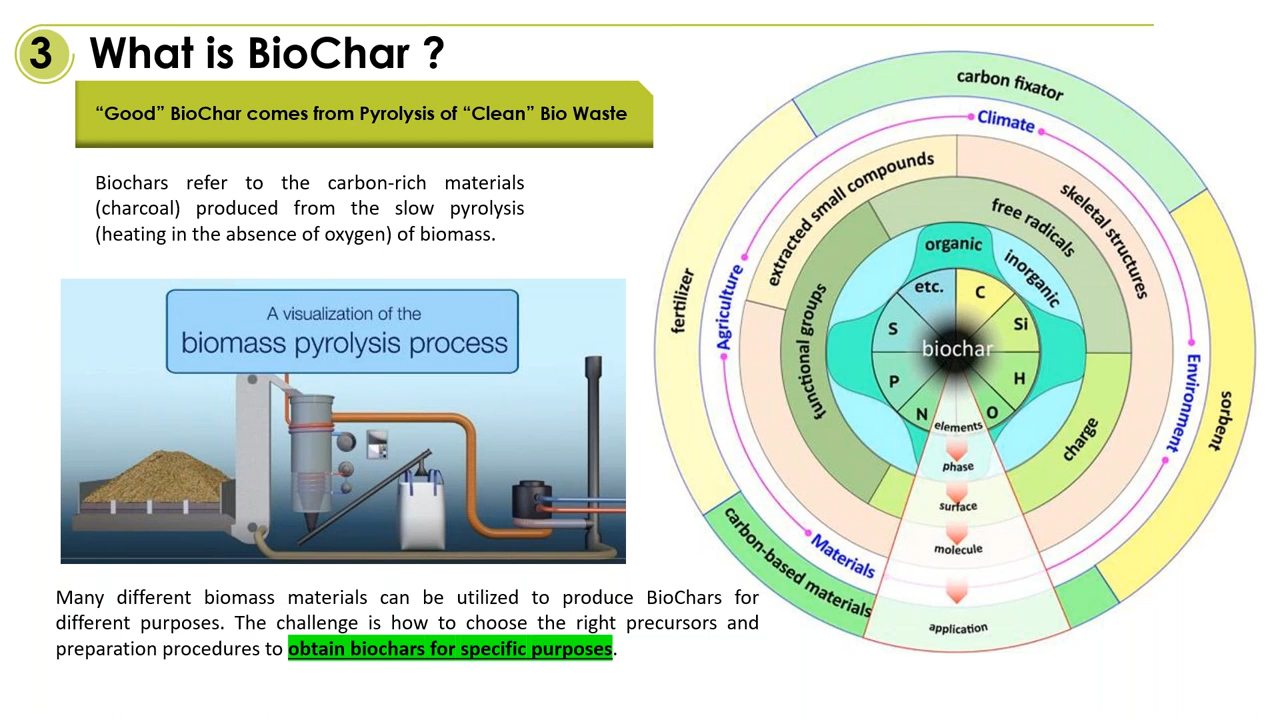 3
What is BioChar ?
“Good” BioChar comes from Pyrolysis of “Clean” Bio Waste
Biochars refer to the carbon-rich materials
(charcoal) produced from the slow pyrolysis
(heating in the absence of oxygen) of biomass.
A visualization of the
biomass pyrolysis process
Many different biomass materials can be utilized to produce BioChars for
different purposes. The challenge is how to choose the right precursors and
preparation procedures to obtain biochars for specific purposes.
carbon fixator
Climate
extracted small compounds
skeletal structures
free radicals
organic
inorganic
fertilizer
Agriculture
functional groups
etc.
C
S
Si
biochar
P
H
N
O
Environment
sorbent
charge
elements
phase
surface
molecule
application
Materials
carbon-based materials